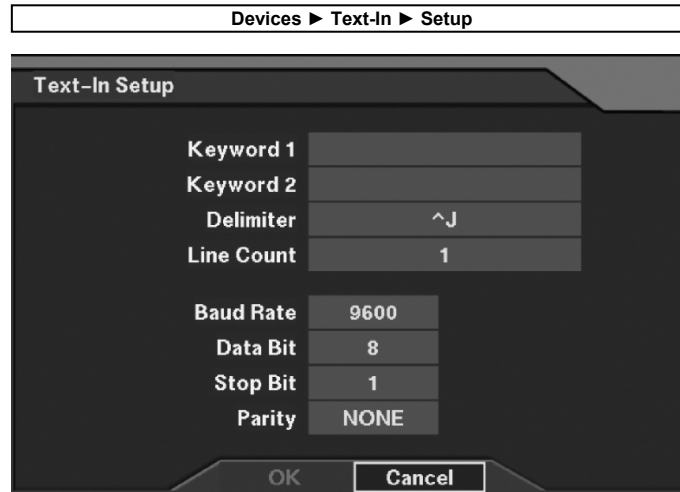 Devices ► Text-In ► Setup
Text-In Setup
Keyword 1
Keyword 2
Delimiter ^J
Line Count 1
Baud Rate 9600
Data Bit 8
Stop Bit 1
Parity NONE
OK Cancel